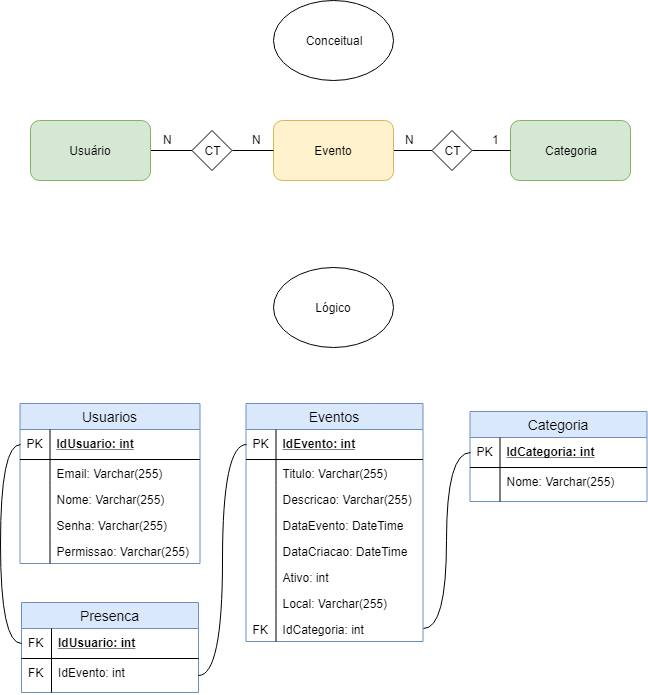 Conceitual
Usuário
N
CT
N
Evento
N
CT
1
Categoria
Lógico
Usuarios
PK IdUsuario: int
Email: Varchar(255)
Nome: Varchar(255)
Senha: Varchar(255)
Permissao: Varchar(255)
Eventos
PK IdEvento: int
Titulo: Varchar(255)
Descricao: Varchar(255)
DataEvento: DateTime
DataCriacao: DateTime
Ativo: int
Local: Varchar(255)
FK IdCategoria: int
Categoria
PK IdCategoria: int
Nome: Varchar(255)
Presenca
FK IdUsuario: int
FK IdEvento: int